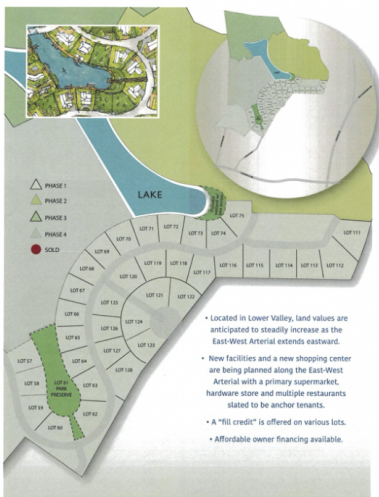 PHASE 1
PHASE 2
PHASE 3
PHASE 4
SOLD
LAKE
LOT 75
LOT 74
LOT 73
LOT 72
LOT 71
LOT 70
LOT 69
LOT 68
LOT 67
LOT 66
LOT 65
LOT 64
LOT 63
LOT 62
LOT 61
PARK
PRESERVE
LOT 60
LOT 59
LOT 58
LOT 57
LOT 111
LOT 112
LOT 113
LOT 114
LOT 115
LOT 116
LOT 117
LOT 118
LOT 119
LOT 120
LOT 121
LOT 122
LOT 123
LOT 124
LOT 125
LOT 126
LOT 127
LOT 128
• Located in Lower Valley, land values are
anticipated to steadily increase as the
East-West Arterial extends eastward.
• New facilities and a new shopping center
are being planned along the East-West
Arterial with a primary supermarket,
hardware store and multiple restaurants
slated to be anchor tenants.
• A "fill credit" is offered on various lots.
• Affordable owner financing available.